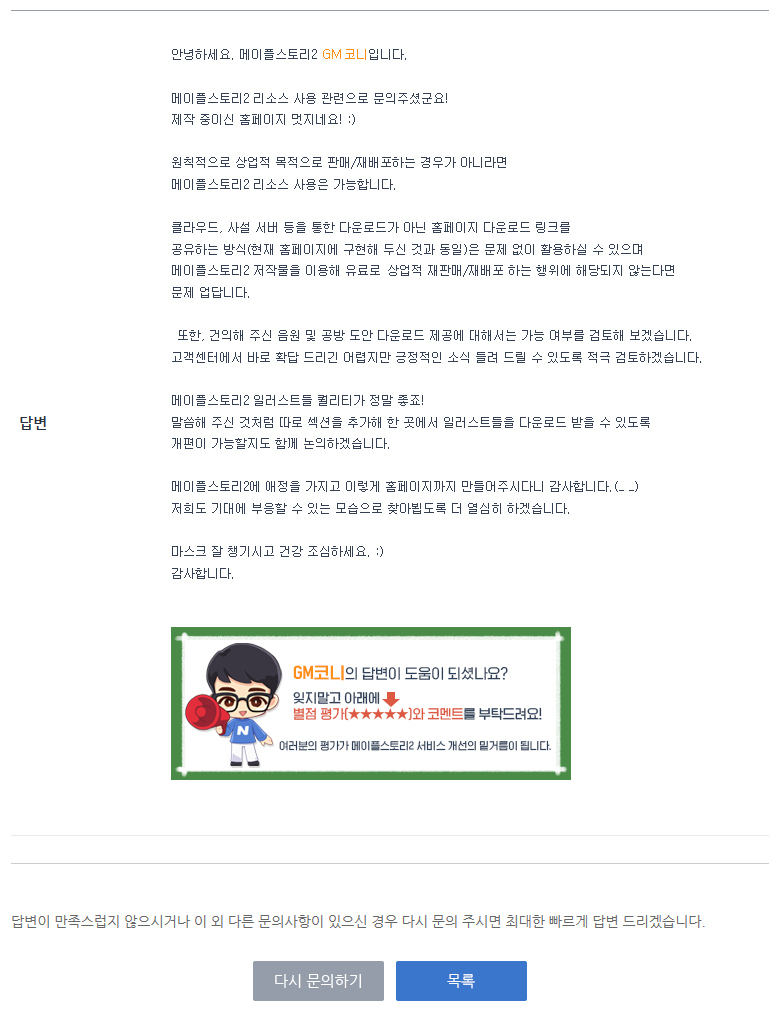 안녕하세요. 메이플스토리2 GM코니입니다.
메이플스토리2 리소스 사용 관련으로 문의주셨군요!
제작 중이신 홈페이지 멋지네요! :)
원칙적으로 상업적 목적으로 판매/재배포하는 경우가 아니라면
메이플스토리2 리소스 사용은 가능합니다.
클라우드, 사설 서버 등을 통한 다운로드가 아닌 홈페이지 다운로드 링크를
공유하는 방식(현재 홈페이지에 구현해 두신 것과 동일)은 문제 없이 활용하실 수 있으며
메이플스토리2 저작물을 이용해 유료로 상업적 재판매/재배포 하는 행위에 해당되지 않는다면
문제 업답니다.
또한, 건의해 주신 음원 및 공방 도안 다운로드 제공에 대해서는 가능 여부를 검토해 보겠습니다.
고객센터에서 바로 확답 드리긴 어렵지만 긍정적인 소식 들려 드릴 수 있도록 적극 검토하겠습니다.
메이플스토리2 일러스트들 퀄리티가 정말 좋죠!
말씀해 주신 것처럼 따로 섹션을 추가해 한 곳에서 일러스트들을 다운로드 받을 수 있도록
답변
개편이 가능할지도 함께 논의하겠습니다.
메이플스토리2에 애정을 가지고 이렇게 홈페이지까지 만들어주시다니 감사합니다.(_ _)
저희도 기대에 부응할 수 있는 모습으로 찾아뵙도록 더 열심히 하겠습니다.
마스크 잘 챙기시고 건강 조심하세요. :)
감사합니다.
GM코니의 답변이 도움이 되셨나요?
잊지말고 아래에
별점 평가(★★★★★)와 코멘트를 부탁드려요!
N
여러분의 평가가 메이플스토리2 서비스 개선의 밑거름이 됩니다.
답변이 만족스럽지 않으시거나 이 외 다른 문의사항이 있으신 경우 다시 문의 주시면 최대한 빠르게 답변 드리겠습니다.
다시 문의하기
목록